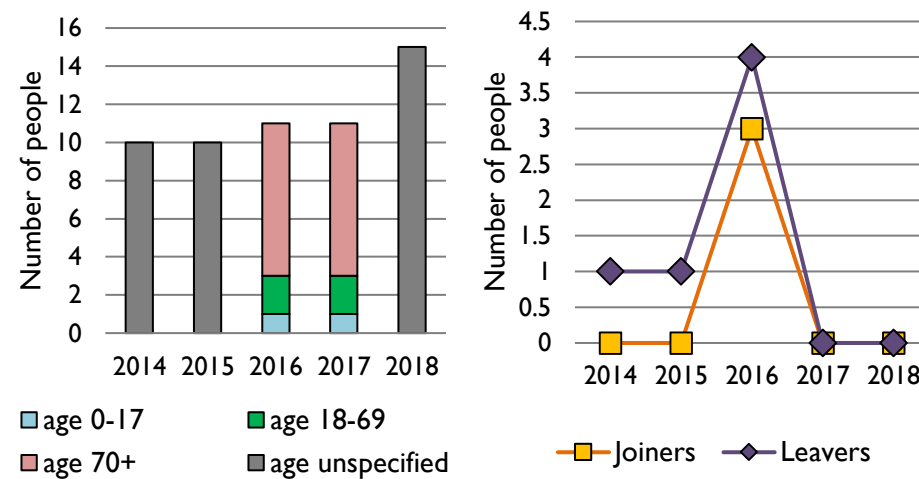 Number of people
16
14
12
10
8
6
4
2
0
2014 2015 2016 2017 2018
age 0-17 age 18-69
age 70+ age unspecified
Number of people
4.5
4
3.5
3
2.5
2
1.5
1
0.5
0
2014 2015 2016 2017 2018
Joiners Leavers